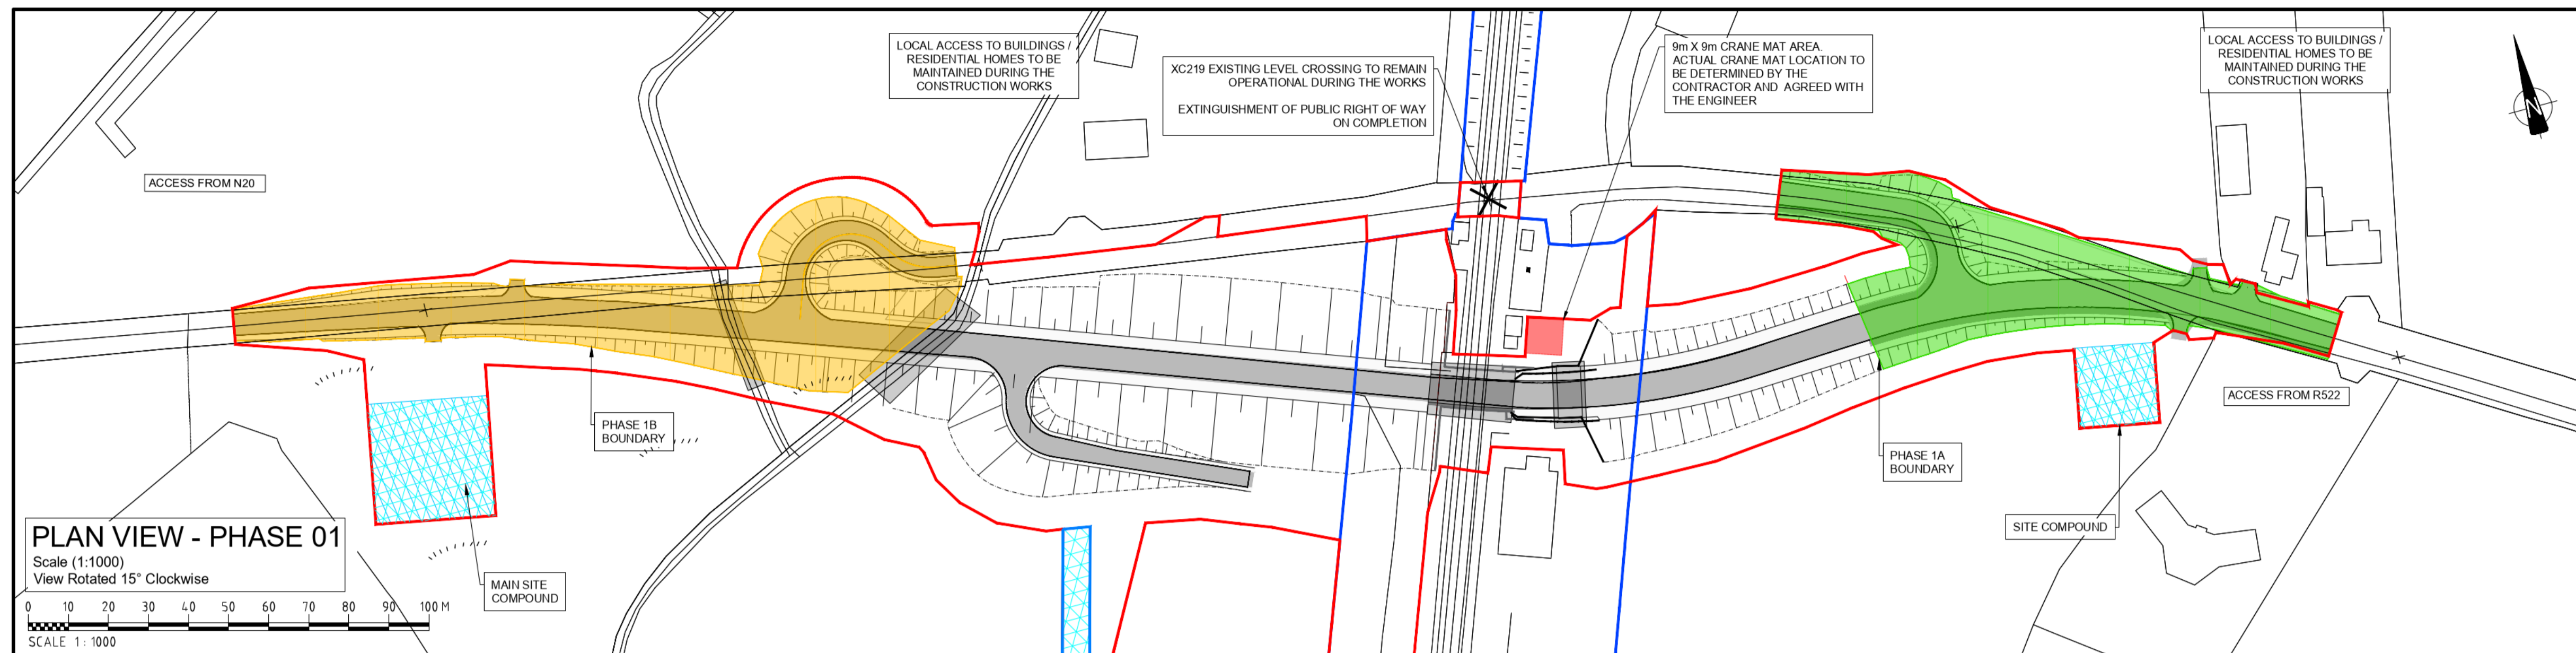 LOCAL ACCESS TO BUILDINGS /
RESIDENTIAL HOMES TO BE
MAINTAINED DURING THE
CONSTRUCTION WORKS
XC219 EXISTING LEVEL CROSSING TO REMAIN
OPERATIONAL DURING THE WORKS
EXTINGUISHMENT OF PUBLIC RIGHT OF WAY
ON COMPLETION
9m X 9m CRANE MAT AREA.
ACTUAL CRANE MAT LOCATION TO
BE DETERMINED BY THE
CONTRACTOR AND AGREED WITH
THE ENGINEER
LOCAL ACCESS TO BUILDINGS /
RESIDENTIAL HOMES TO BE
MAINTAINED DURING THE
CONSTRUCTION WORKS
N
ACCESS FROM N20
PHASE 1B
BOUNDARY
ACCESS FROM R522
PHASE 1A
BOUNDARY
SITE COMPOUND
MAIN SITE
COMPOUND
PLAN VIEW - PHASE 01
Scale (1:1000)
View Rotated 15° Clockwise
0 10 20 30 40 50 60 70 80 90 100 M
SCALE 1 : 1000